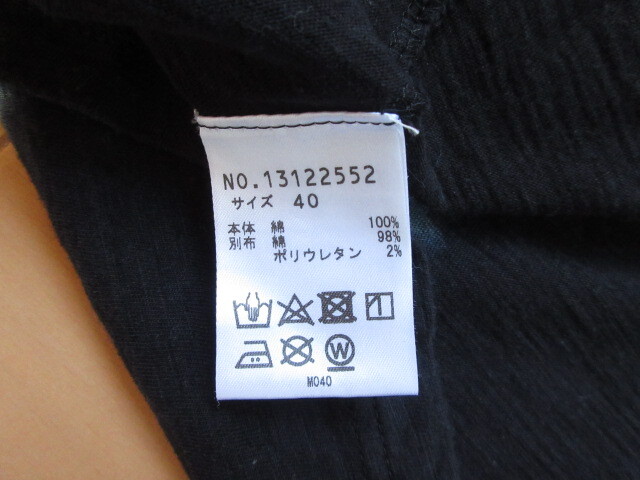 NO.13122552
サイズ 40
本体 綿 100%
別布 綿 98%
ポリウレタン 2%
W
M040